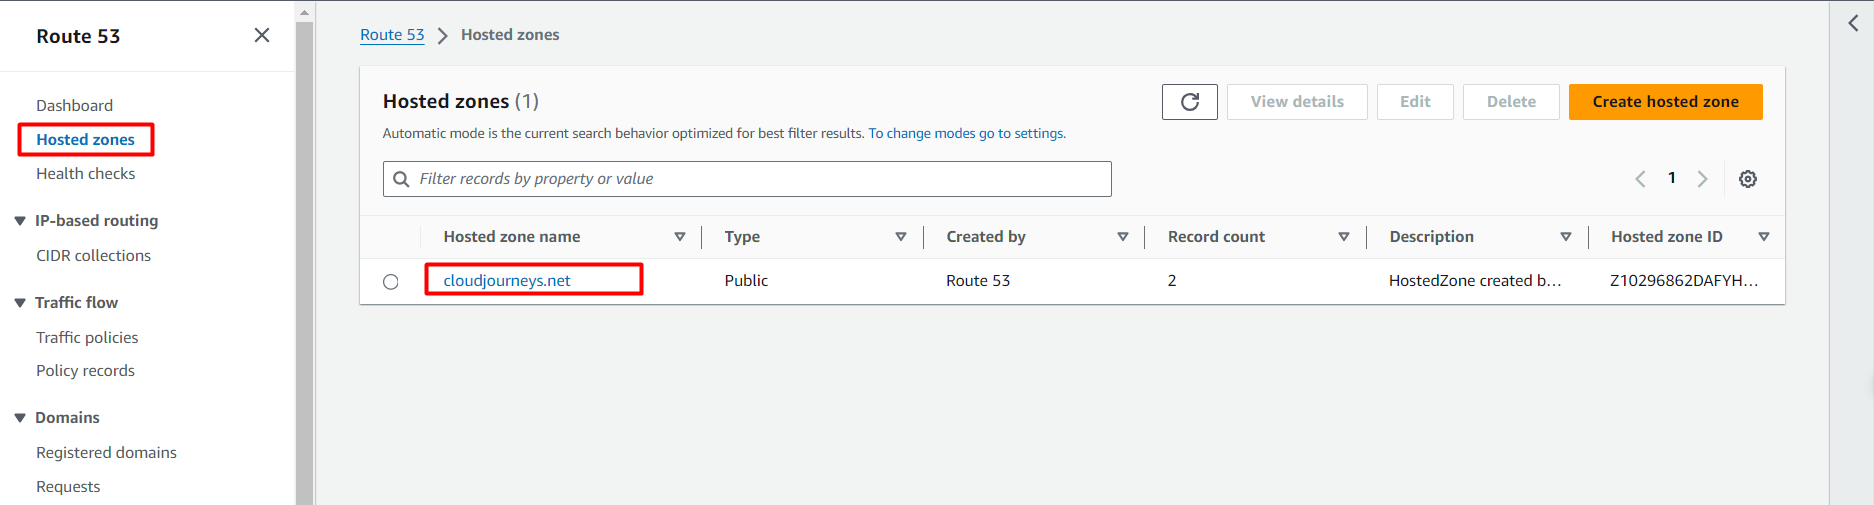 Route 53
Dashboard
Hosted zones
Health checks
IP-based routing
CIDR collections
Traffic flow
Traffic policies
Policy records
Domains
Registered domains
Requests
Route 53 > Hosted zones
Hosted zones (1)
View details Edit Delete Create hosted zone
Automatic mode is the current search behavior optimized for best filter results. To change modes go to settings.
Filter records by property or value
1
Hosted zone name Type Created by Record count Description Hosted zone ID
cloudjourneys.net Public Route 53 2 HostedZone created b... Z10296862DAFYH...